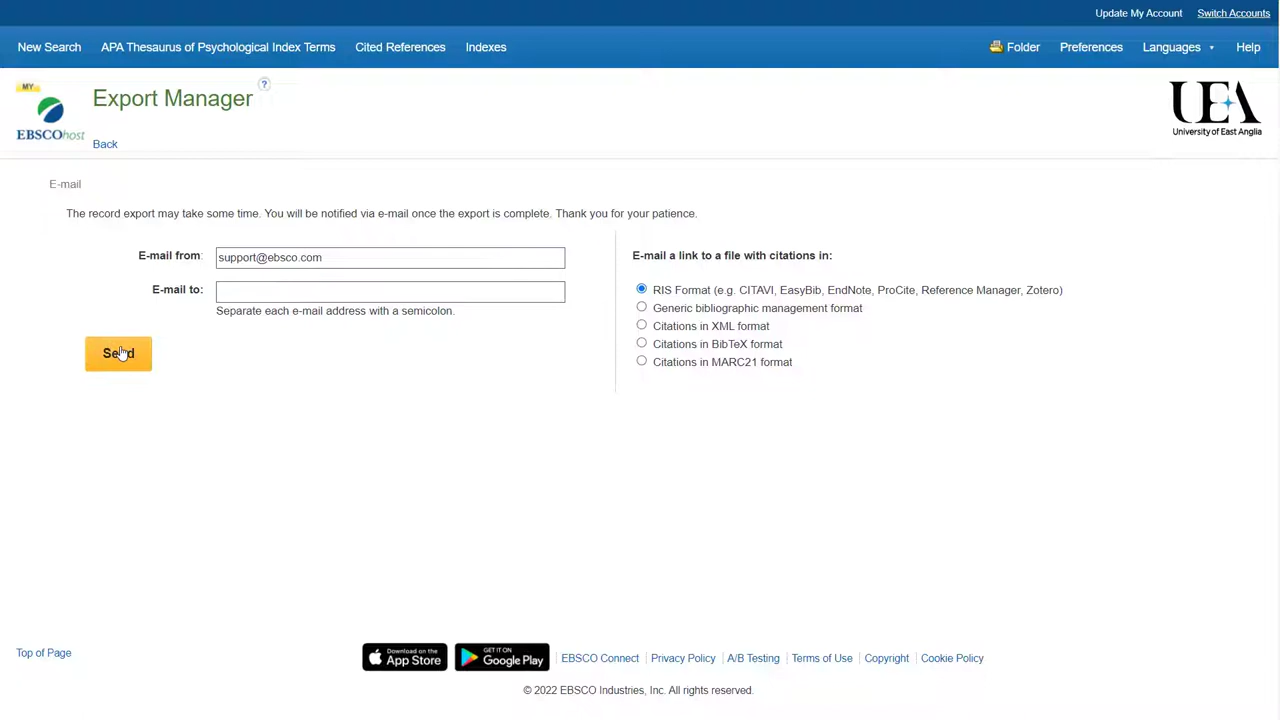 Update My Account Switch Accounts
New Search APA Thesaurus of Psychological Index Terms Cited References Indexes Folder Preferences Languages Help
MY
EBSCOhost
Export Manager ?
Back
UEA
University of East Anglia
E-mail
The record export may take some time. You will be notified via e-mail once the export is complete. Thank you for your patience.
E-mail from: support@ebsco.com
E-mail to:
Separate each e-mail address with a semicolon.
Send
E-mail a link to a file with citations in:
RIS Format (e.g. CITAVI, EasyBib, EndNote, ProCite, Reference Manager, Zotero)
Generic bibliographic management format
Citations in XML format
Citations in BibTeX format
Citations in MARC21 format
Top of Page
Download on the
App Store
GET IT ON
Google Play
EBSCO Connect | Privacy Policy | A/B Testing | Terms of Use | Copyright | Cookie Policy
© 2022 EBSCO Industries, Inc. All rights reserved.